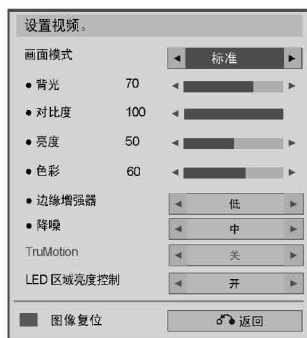 设置视频。
画面模式 标准
● 背光 70
● 对比度 100
● 亮度 50
● 色彩 60
● 边缘增强器 低
● 降噪 中
TruMotion 关
LED 区域亮度控制 开
图像复位 返回